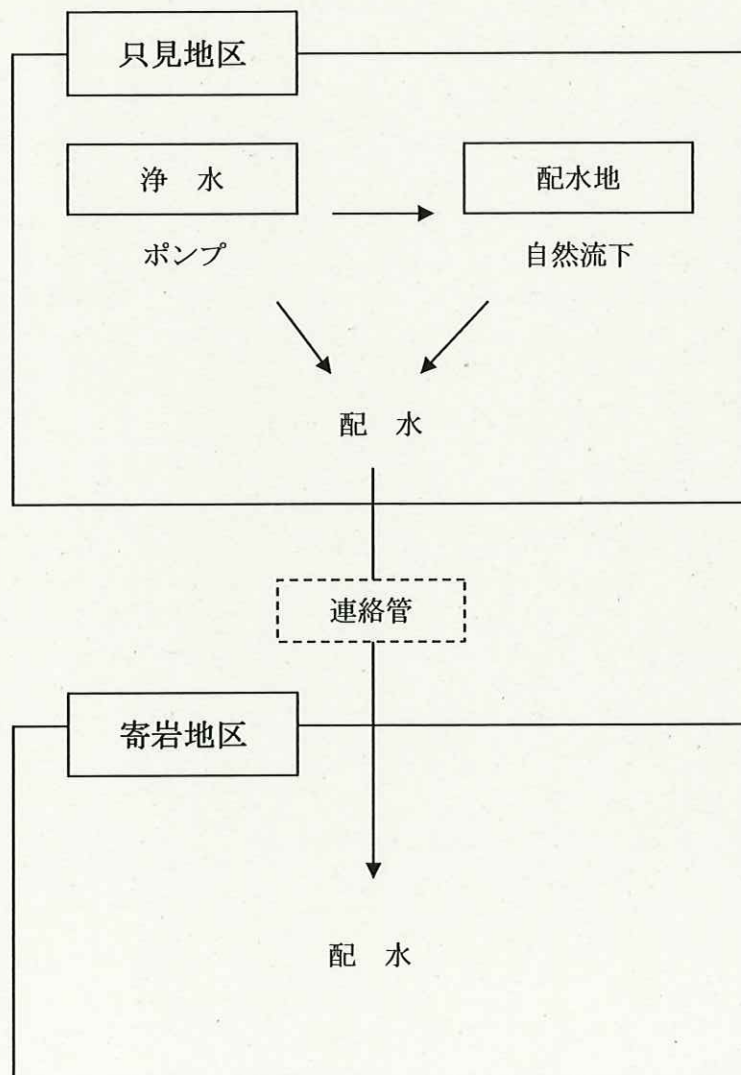 只見地区
浄　水
配水地
ポンプ
自然流下
配　水
連絡管
寄岩地区
配　水